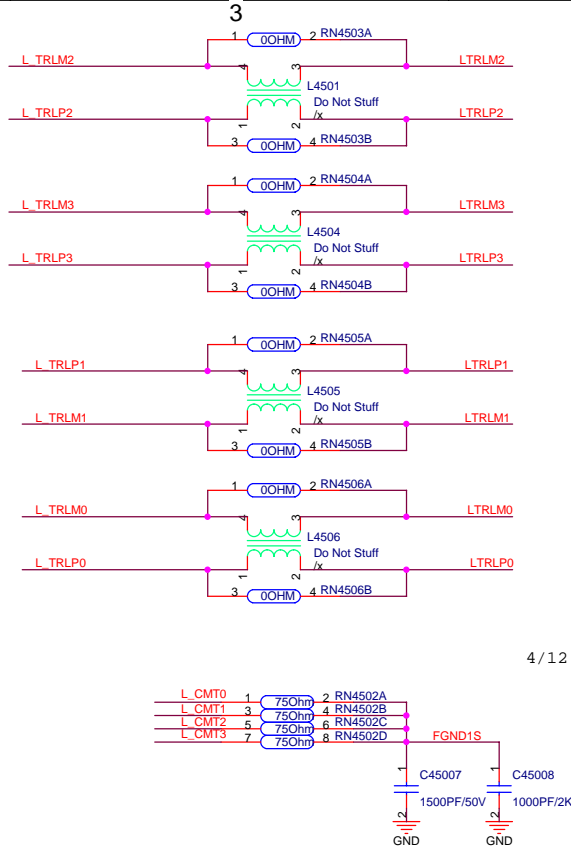 3
1 0OHM 2 RN4503A
L_TRLM2 4 3 LTRLM2
L4501
Do Not Stuff
L_TRLP2 1 2 /x LTRLP2
3 0OHM 4 RN4503B
1 0OHM 2 RN4504A
L_TRLM3 4 3 LTRLM3
L4504
Do Not Stuff
L_TRLP3 1 2 /x LTRLP3
3 0OHM 4 RN4504B
1 0OHM 2 RN4505A
L_TRLP1 4 3 LTRLP1
L4505
Do Not Stuff
L_TRLM1 1 2 /x LTRLM1
3 0OHM 4 RN4505B
1 0OHM 2 RN4506A
L_TRLM0 4 3 LTRLM0
L4506
Do Not Stuff
L_TRLP0 1 2 /x LTRLP0
3 0OHM 4 RN4506B
4/12
L_CMT0 1 75Ohm 2 RN4502A
L_CMT1 3 75Ohm 4 RN4502B
L_CMT2 5 75Ohm 6 RN4502C
L_CMT3 7 75Ohm 8 RN4502D FGND1S
1 C45007 1 C45008
1500PF/50V 1000PF/2K
2 2
GND GND